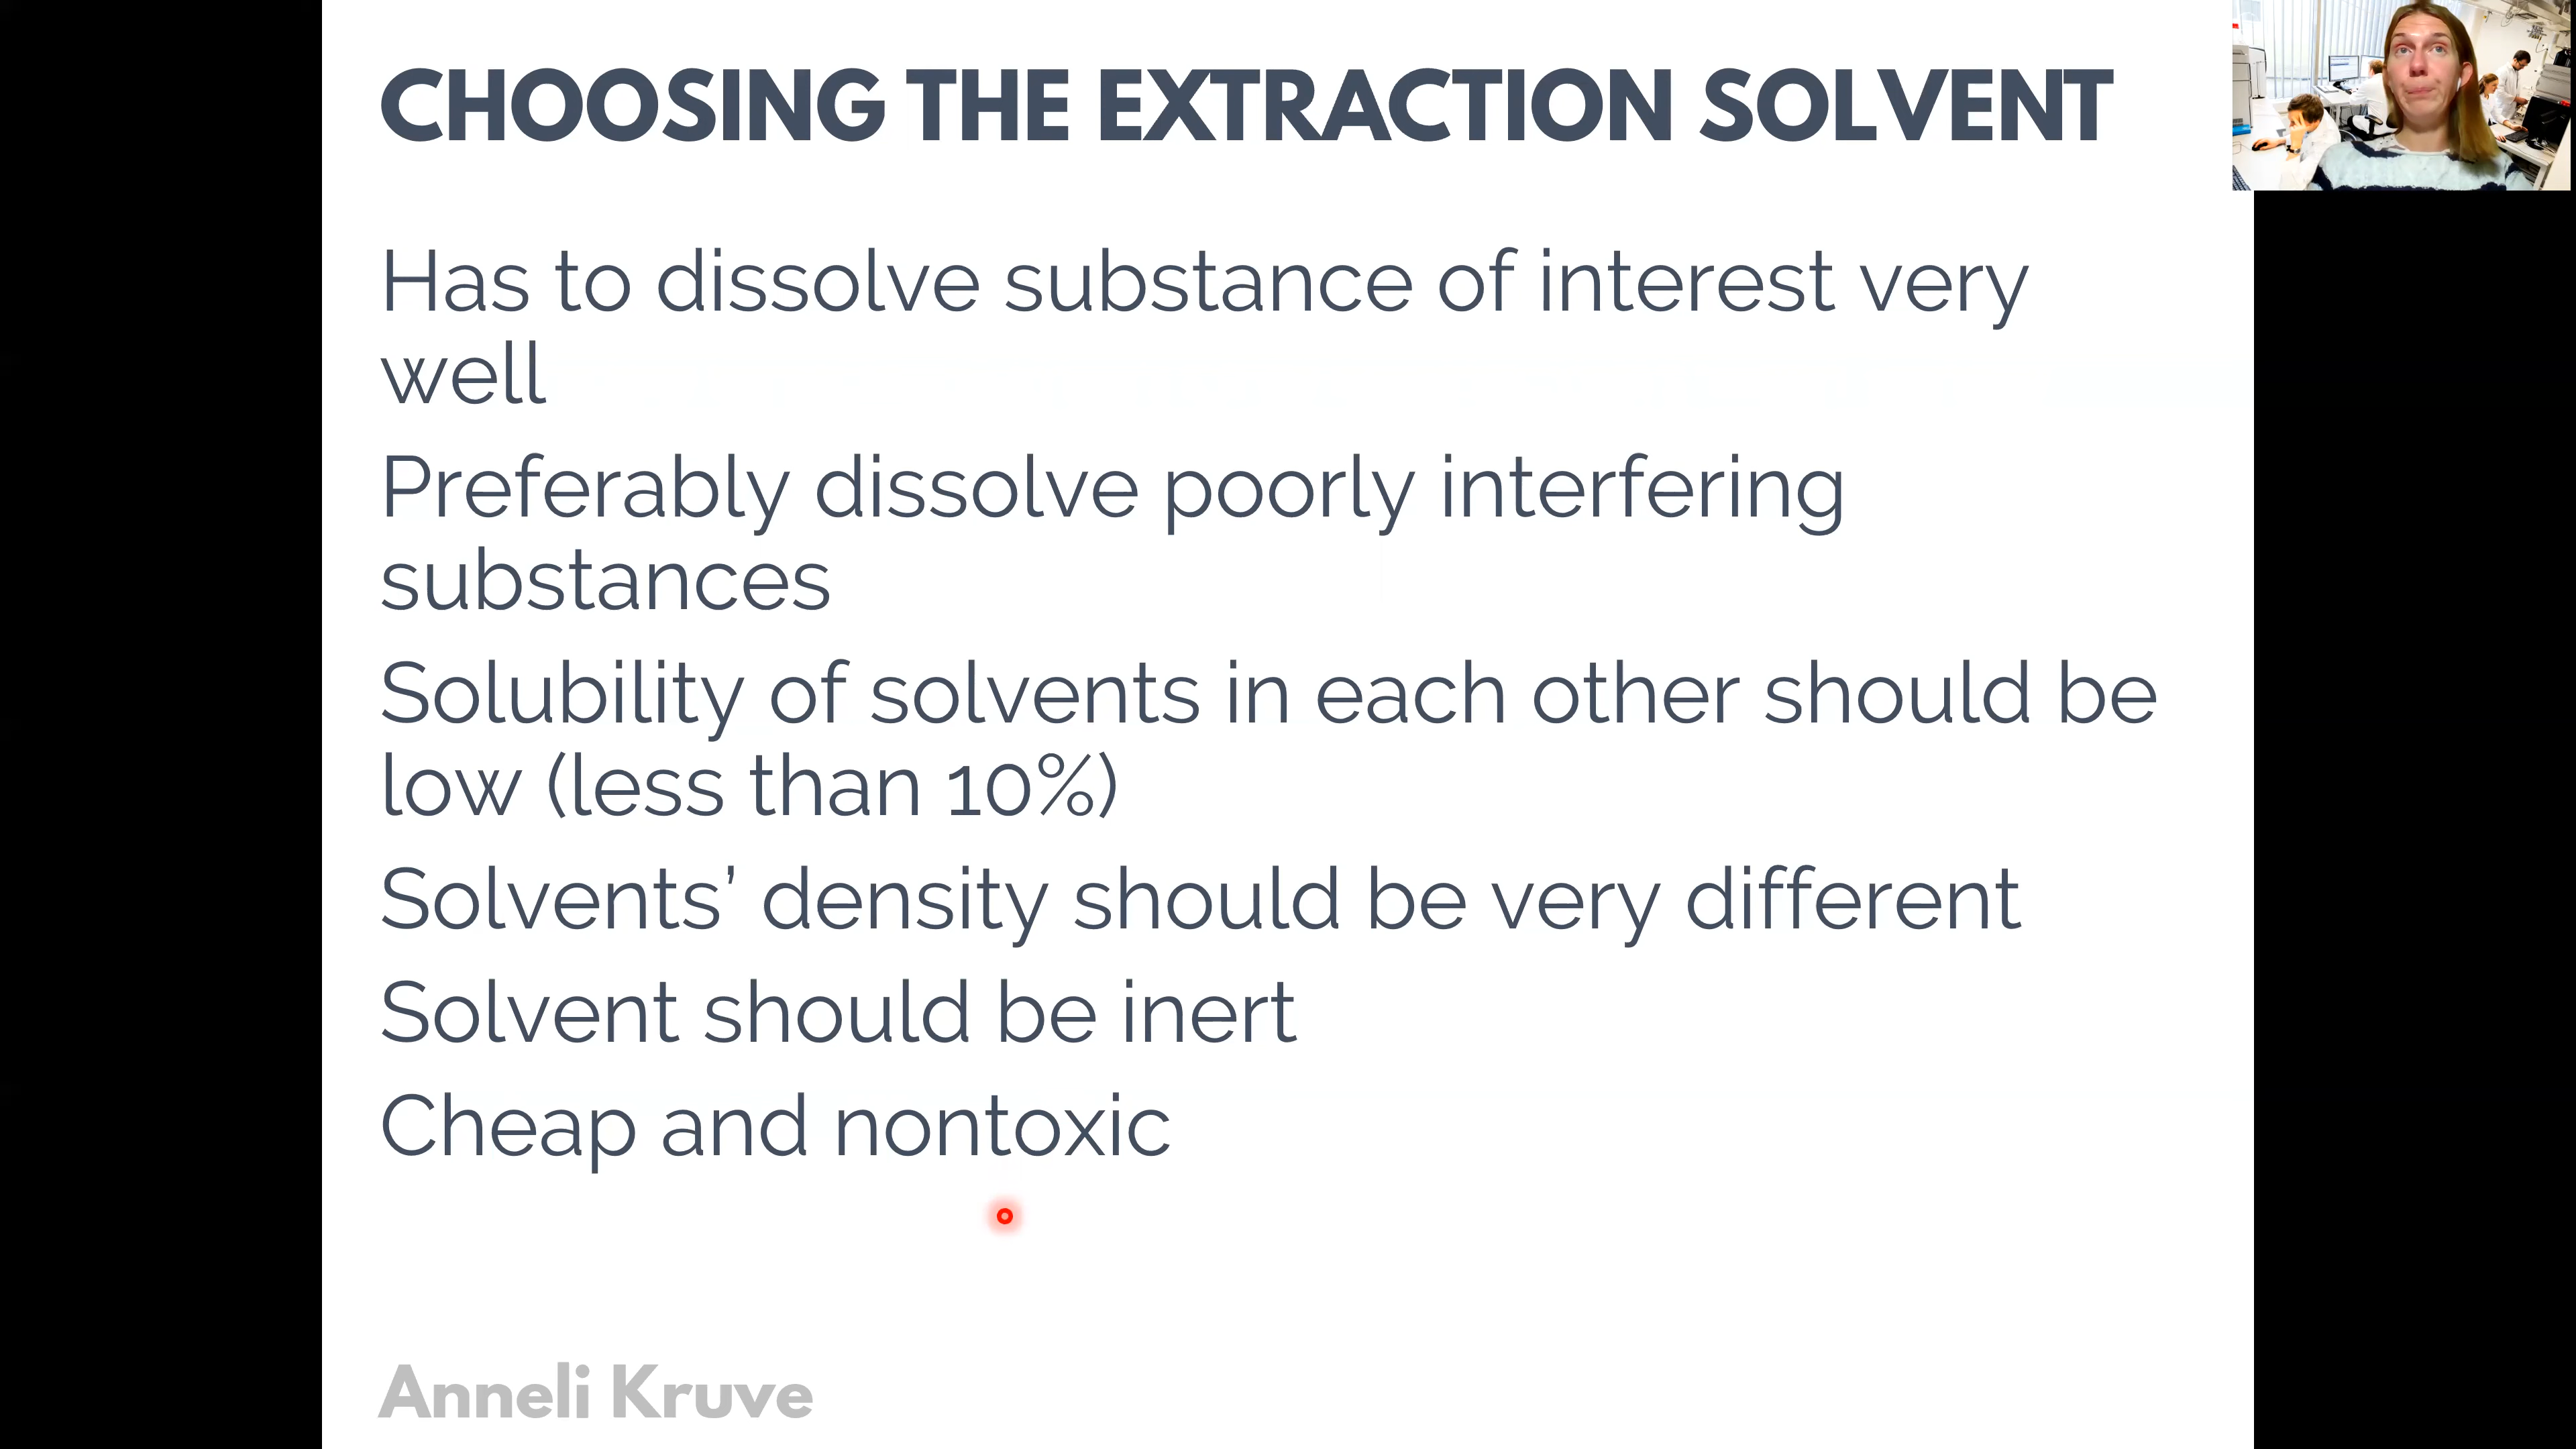 CHOOSING THE EXTRACTION SOLVENT
Has to dissolve substance of interest very
well
Preferably dissolve poorly interfering
substances
Solubility of solvents in each other should be
low (less than 10%)
Solvents’ density should be very different
Solvent should be inert
Cheap and nontoxic
Anneli Kruve